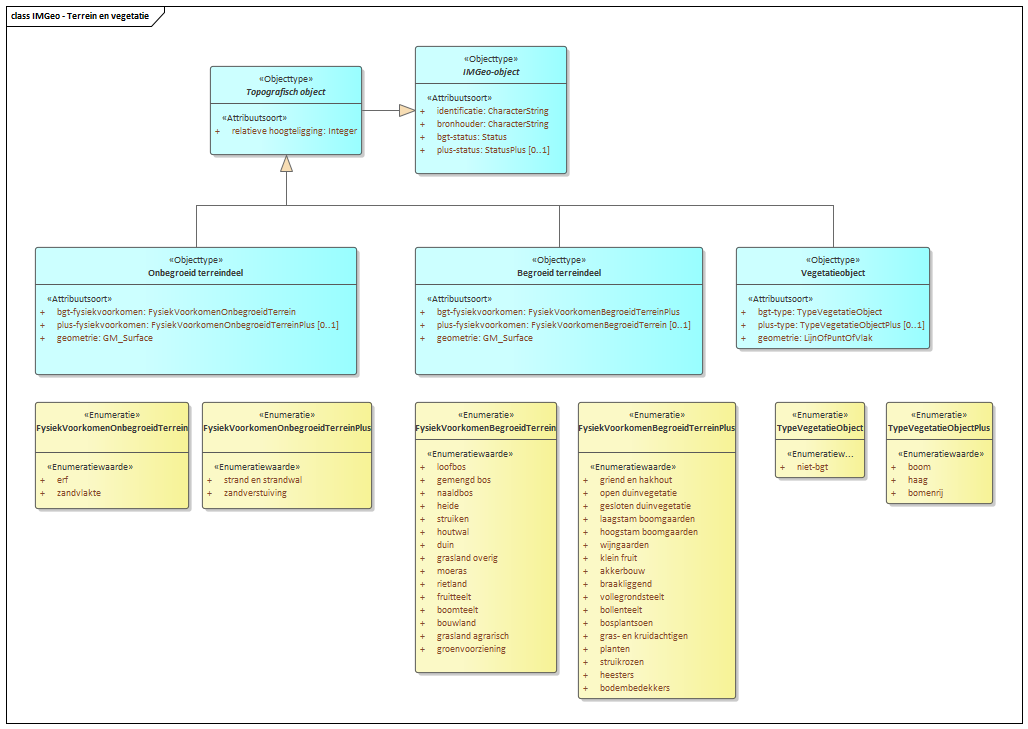 class IMGeo - Terrein en vegetatie
«Objecttype»
IMGeo-object
«Attribuutsoort»
+ identificatie: CharacterString
+ bronhouder: CharacterString
+ bgt-status: Status
+ plus-status: StatusPlus [0..1]
«Objecttype»
Topografisch object
«Attribuutsoort»
+ relatieve hoogteligging: Integer
«Objecttype»
Onbegroeid terreindeel
«Attribuutsoort»
+ bgt-fysiekvoorkomen: FysiekVoorkomenOnbegroeidTerrein
+ plus-fysiekvoorkomen: FysiekVoorkomenOnbegroeidTerreinPlus [0..1]
+ geometrie: GM_Surface
«Objecttype»
Begroeid terreindeel
«Attribuutsoort»
+ bgt-fysiekvoorkomen: FysiekVoorkomenBegroeidTerreinPlus
+ plus-fysiekvoorkomen: FysiekVoorkomenBegroeidTerrein [0..1]
+ geometrie: GM_Surface
«Objecttype»
Vegetatieobject
«Attribuutsoort»
+ bgt-type: TypeVegetatieObject
+ plus-type: TypeVegetatieObjectPlus [0..1]
+ geometrie: LijnOfPuntOfVlak
«Enumeratie»
FysiekVoorkomenOnbegroeidTerrein
«Enumeratiewaarde»
+ erf
+ zandvlakte
«Enumeratie»
FysiekVoorkomenOnbegroeidTerreinPlus
«Enumeratiewaarde»
+ strand en strandwal
+ zandverstuiving
«Enumeratie»
FysiekVoorkomenBegroeidTerrein
«Enumeratiewaarde»
+ loofbos
+ gemengd bos
+ naaldbos
+ heide
+ struiken
+ houtwal
+ duin
+ grasland overig
+ moeras
+ rietland
+ fruitteelt
+ boomteelt
+ bouwland
+ grasland agrarisch
+ groenvoorziening
«Enumeratie»
FysiekVoorkomenBegroeidTerreinPlus
«Enumeratiewaarde»
+ griend en hakhout
+ open duinvegetatie
+ gesloten duinvegetatie
+ laagstam boomgaarden
+ hoogstam boomgaarden
+ wijngaarden
+ klein fruit
+ akkerbouw
+ braakliggend
+ vollegrondsteelt
+ bollenteelt
+ bosplantsoen
+ gras- en kruidachtigen
+ planten
+ struikrozen
+ heesters
+ bodembedekkers
«Enumeratie»
TypeVegetatieObject
«Enumeratiew...
+ niet-bgt
«Enumeratie»
TypeVegetatieObjectPlus
«Enumeratiewaarde»
+ boom
+ haag
+ bomenrij